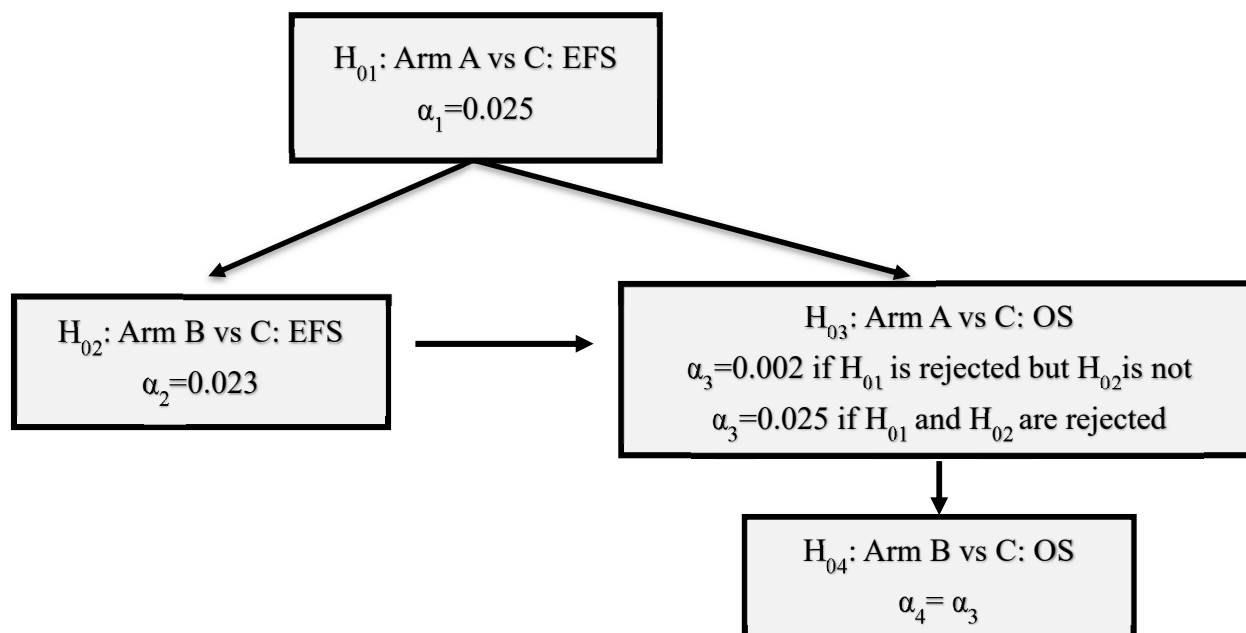 H₀₁: Arm A vs C: EFS
α₁=0.025
H₀₂: Arm B vs C: EFS
α₂=0.023
H₀₃: Arm A vs C: OS
α₃=0.002 if H₀₁ is rejected but H₀₂is not
α₃=0.025 if H₀₁ and H₀₂ are rejected
H₀₄: Arm B vs C: OS
α₄= α₃